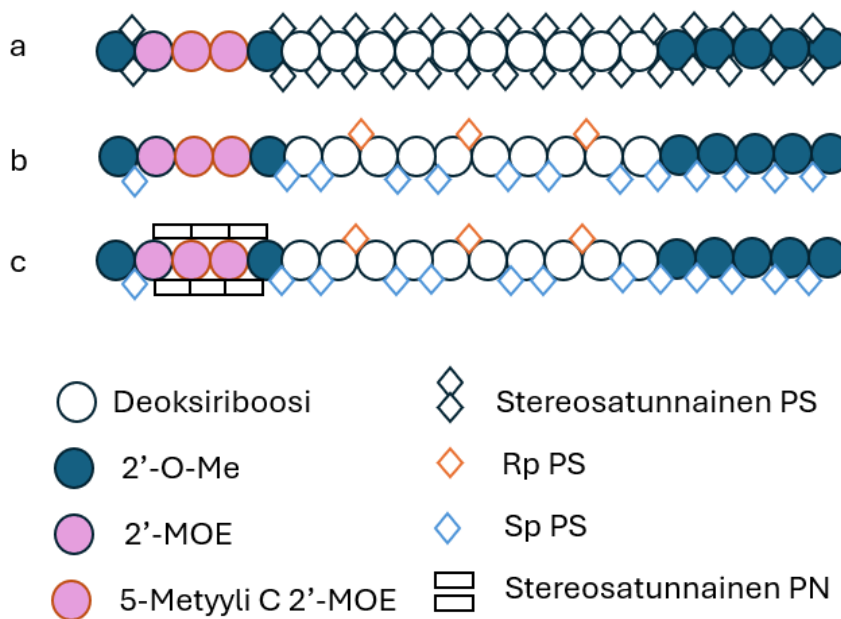 a
b
c
Deoksiriboosi
2’-O-Me
2’-MOE
5-Metyyli C 2’-MOE
Stereosatunnainen PS
Rp PS
Sp PS
Stereosatunnainen PN